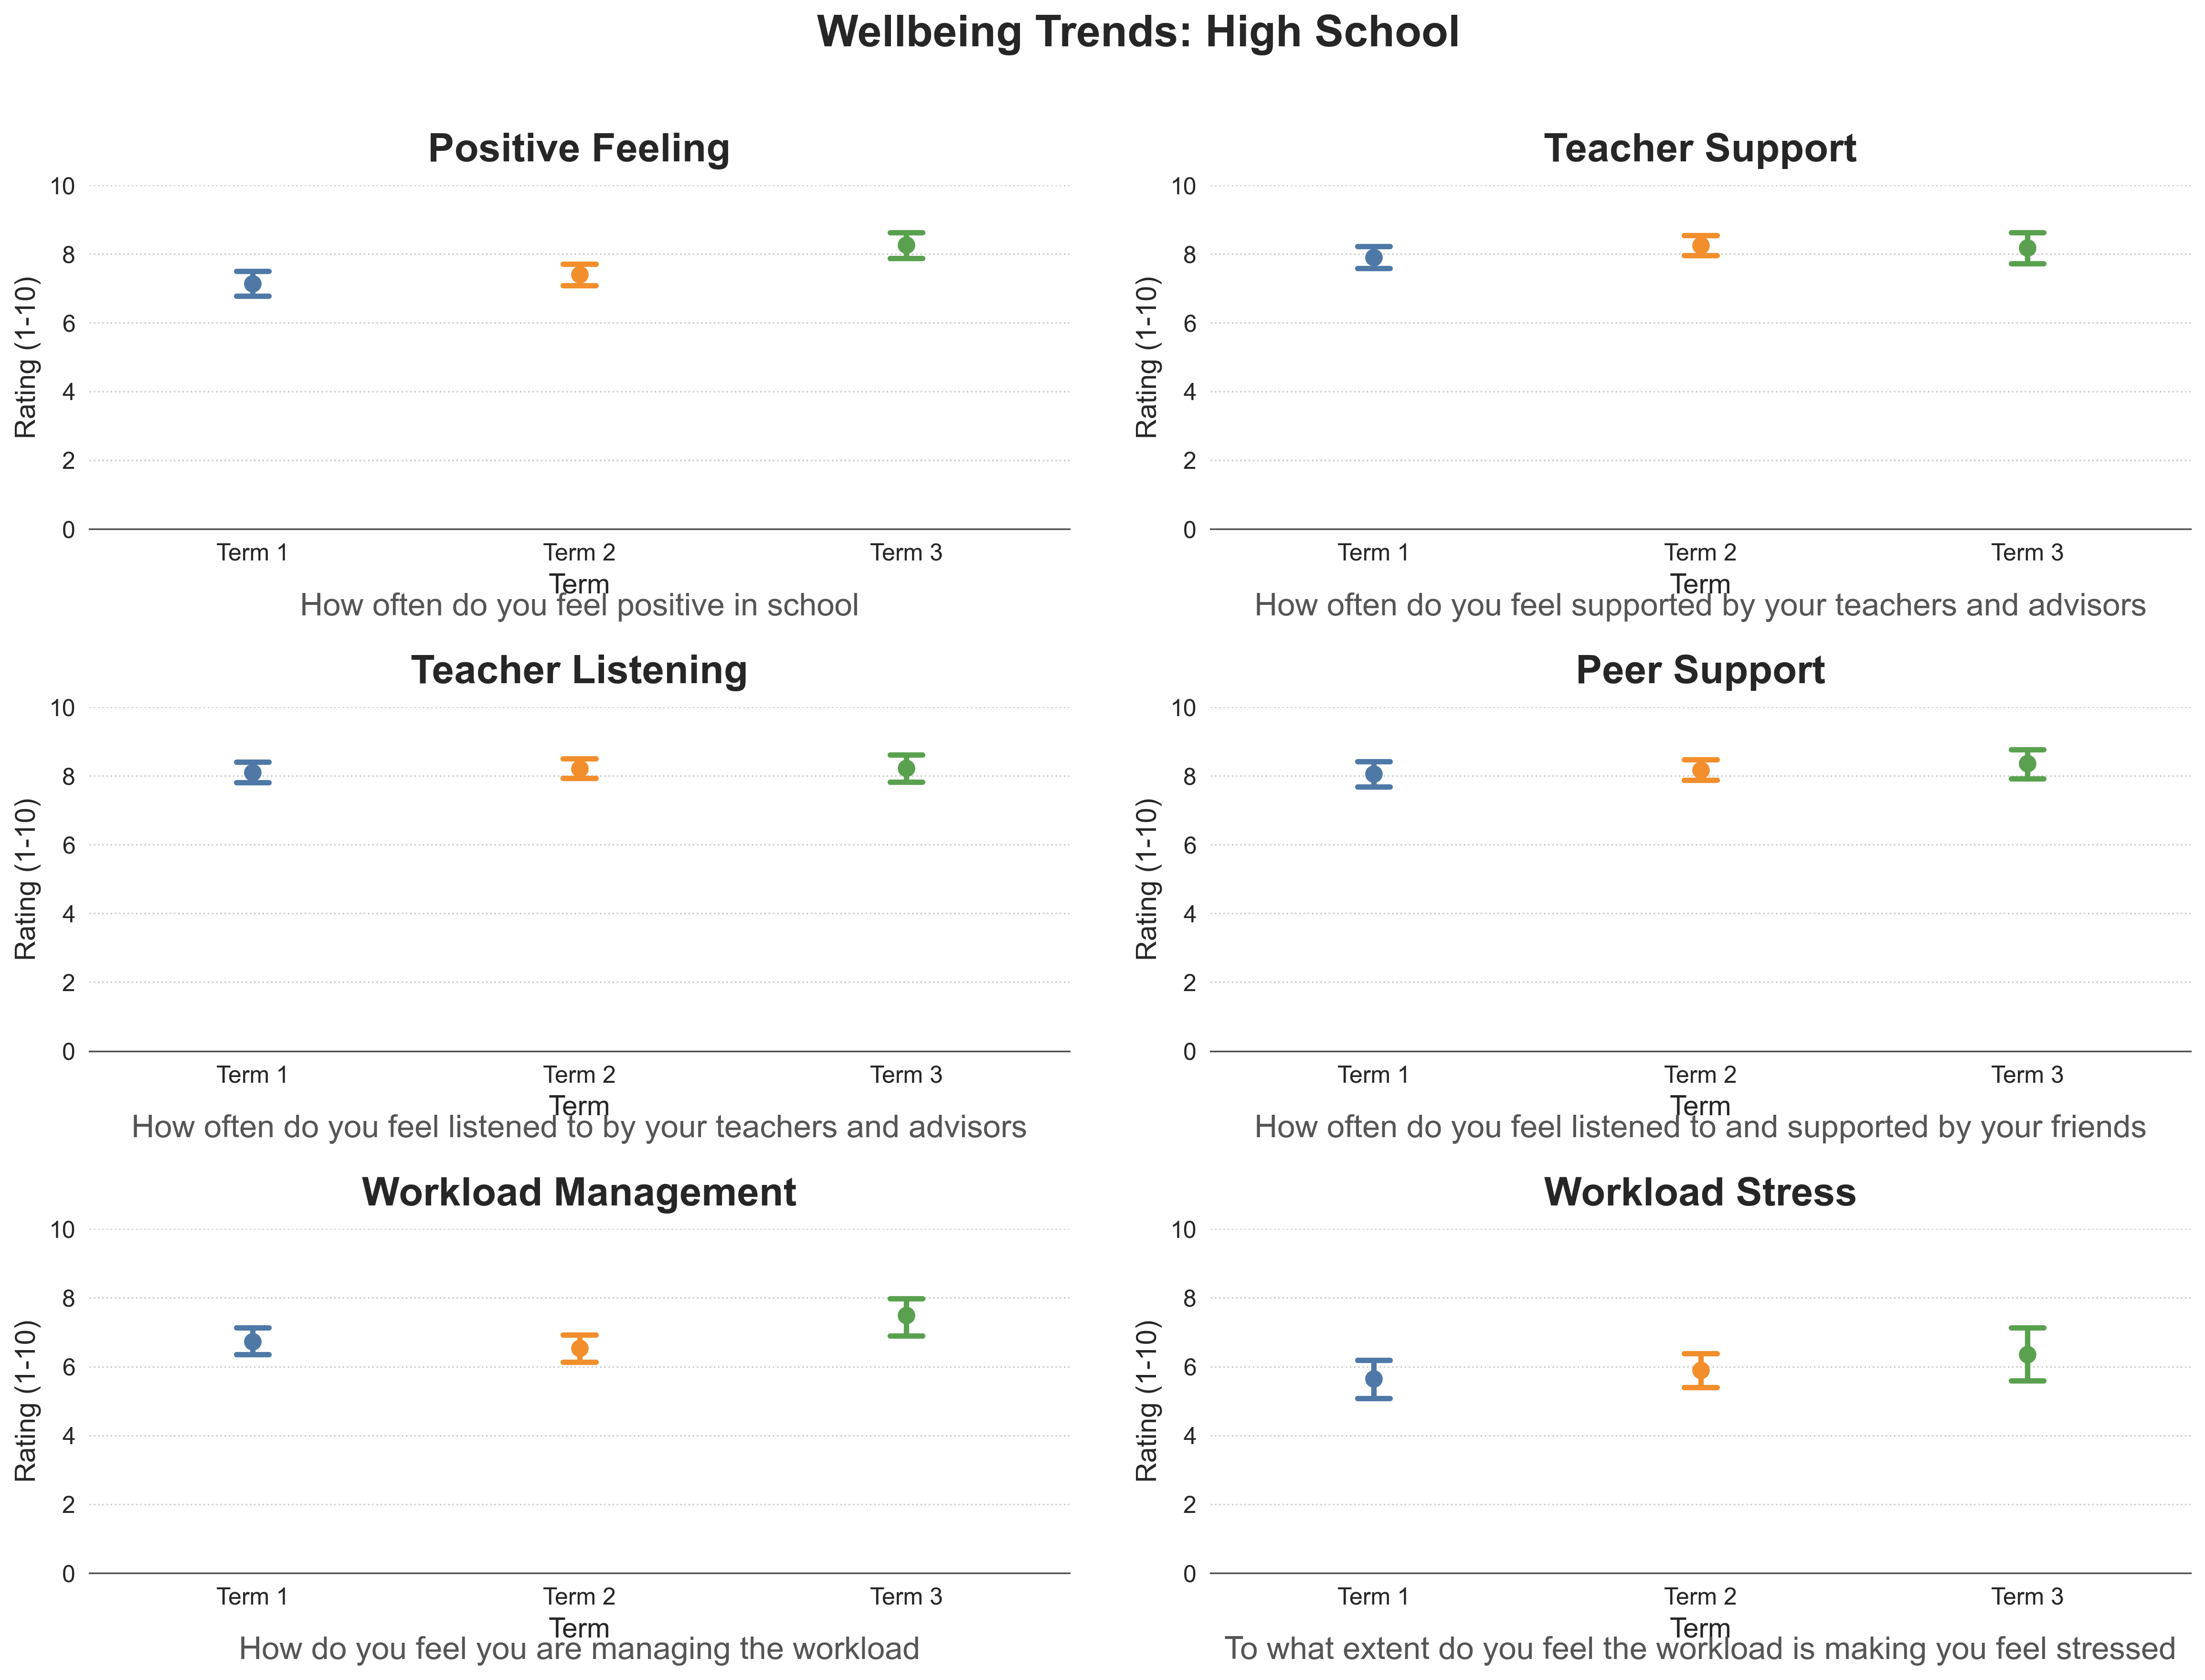 Wellbeing Trends: High School
Positive Feeling
Rating (1-10)
10
8
6
4
2
0
Term 1 Term 2 Term 3
Term
How often do you feel positive in school
Teacher Support
Rating (1-10)
10
8
6
4
2
0
Term 1 Term 2 Term 3
Term
How often do you feel supported by your teachers and advisors
Teacher Listening
Rating (1-10)
10
8
6
4
2
0
Term 1 Term 2 Term 3
Term
How often do you feel listened to by your teachers and advisors
Peer Support
Rating (1-10)
10
8
6
4
2
0
Term 1 Term 2 Term 3
Term
How often do you feel listened to and supported by your friends
Workload Management
Rating (1-10)
10
8
6
4
2
0
Term 1 Term 2 Term 3
Term
How do you feel you are managing the workload
Workload Stress
Rating (1-10)
10
8
6
4
2
0
Term 1 Term 2 Term 3
Term
To what extent do you feel the workload is making you feel stressed